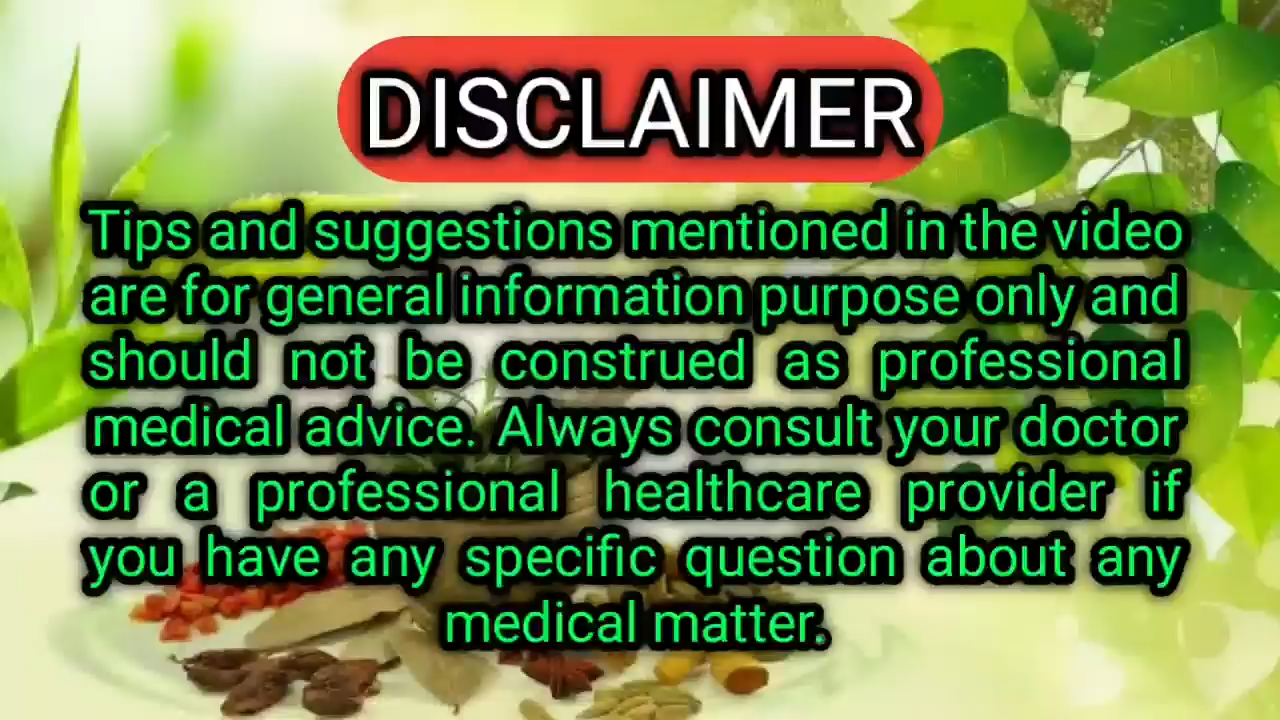 DISCLAIMER
Tips and suggestions mentioned in the video
are for general information purpose only and
should not be construed as professional
medical advice. Always consult your doctor
or a professional healthcare provider if
you have any specific question about any
medical matter.